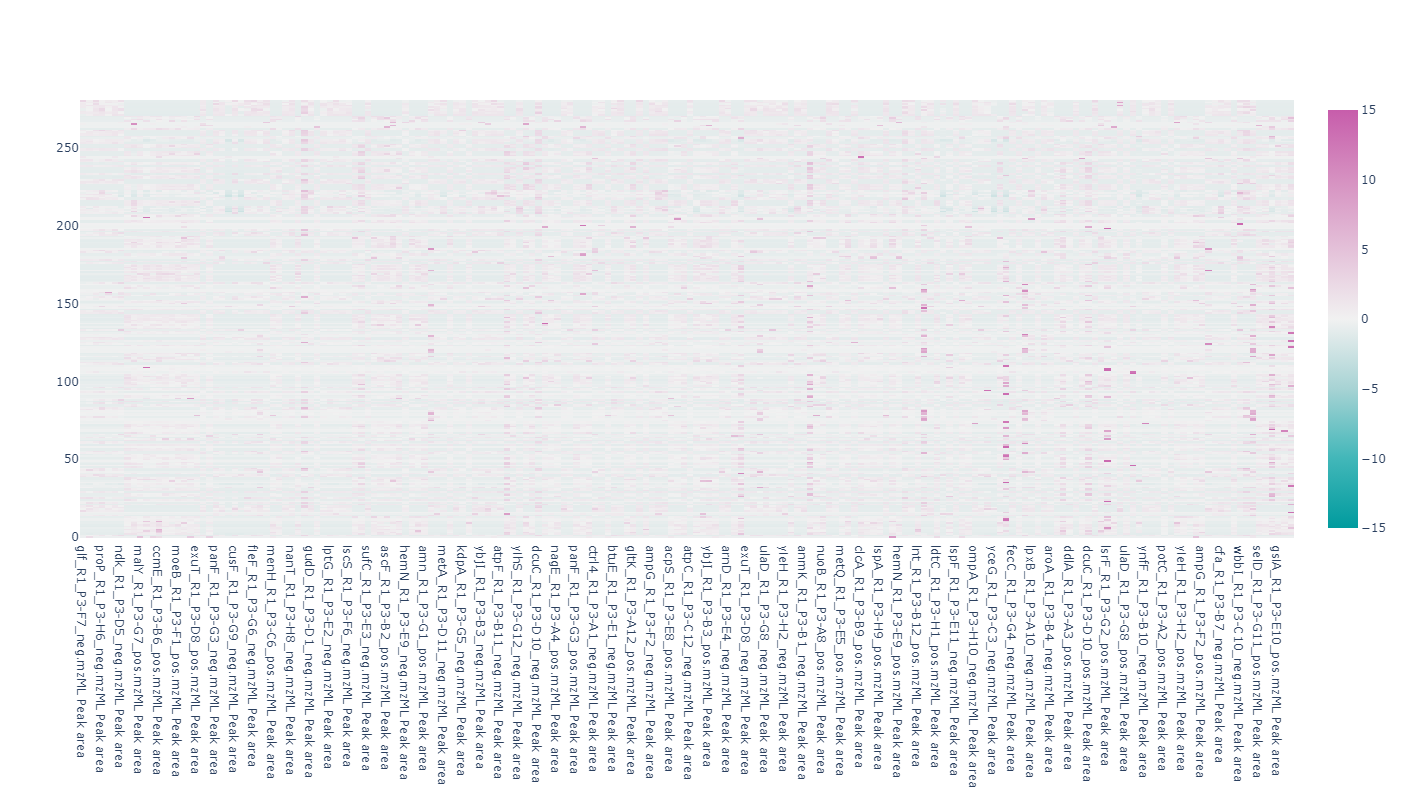 250
200
150
100
50
0
15
10
5
0
−5
−10
−15
glf_R1_P3-F7_neg.mzML Peak area
proP_R1_P3-H6_neg.mzML Peak area
ndk_R1_P3-D5_neg.mzML Peak area
malY_R1_P3-G7_pos.mzML Peak area
ccmE_R1_P3-B6_pos.mzML Peak area
moeB_R1_P3-F1_pos.mzML Peak area
exuT_R1_P3-D8_pos.mzML Peak area
panF_R1_P3-G3_neg.mzML Peak area
cusF_R1_P3-G9_neg.mzML Peak area
fieF_R1_P3-G6_neg.mzML Peak area
menH_R1_P3-C6_pos.mzML Peak area
nanT_R1_P3-H8_neg.mzML Peak area
gudD_R1_P3-D1_neg.mzML Peak area
lptG_R1_P3-E2_neg.mzML Peak area
iscS_R1_P3-F6_neg.mzML Peak area
sufC_R1_P3-E3_neg.mzML Peak area
ascF_R1_P3-B2_pos.mzML Peak area
hemN_R1_P3-E9_neg.mzML Peak area
amn_R1_P3-G1_pos.mzML Peak area
metA_R1_P3-D11_neg.mzML Peak area
kdpA_R1_P3-G5_neg.mzML Peak area
ybJI_R1_P3-B3_neg.mzML Peak area
atpF_R1_P3-B11_neg.mzML Peak area
yihS_R1_P3-G12_neg.mzML Peak area
dcuC_R1_P3-D10_neg.mzML Peak area
nagE_R1_P3-A4_pos.mzML Peak area
panF_R1_P3-G3_pos.mzML Peak area
ctrl4_R1_P3-A1_neg.mzML Peak area
btuE_R1_P3-E1_neg.mzML Peak area
gltK_R1_P3-A12_pos.mzML Peak area
ampG_R1_P3-F2_neg.mzML Peak area
acpS_R1_P3-E8_pos.mzML Peak area
atpC_R1_P3-C12_neg.mzML Peak area
ybJI_R1_P3-B3_pos.mzML Peak area
arnD_R1_P3-E4_neg.mzML Peak area
exuT_R1_P3-D8_neg.mzML Peak area
ulaD_R1_P3-G8_neg.mzML Peak area
yieH_R1_P3-H2_neg.mzML Peak area
anmK_R1_P3-B1_neg.mzML Peak area
nuoB_R1_P3-A8_pos.mzML Peak area
metQ_R1_P3-E5_pos.mzML Peak area
clcA_R1_P3-B9_pos.mzML Peak area
lspA_R1_P3-H9_pos.mzML Peak area
hemN_R1_P3-E9_pos.mzML Peak area
lnt_R1_P3-B12_pos.mzML Peak area
ldtC_R1_P3-H1_pos.mzML Peak area
ispF_R1_P3-E11_neg.mzML Peak area
ompA_R1_P3-H10_neg.mzML Peak area
yceG_R1_P3-C3_neg.mzML Peak area
fecC_R1_P3-G4_neg.mzML Peak area
lpxB_R1_P3-A10_neg.mzML Peak area
aroA_R1_P3-B4_neg.mzML Peak area
ddlA_R1_P3-A3_pos.mzML Peak area
dcuC_R1_P3-D10_pos.mzML Peak area
lsrF_R1_P3-G2_pos.mzML Peak area
ulaD_R1_P3-G8_pos.mzML Peak area
ynfF_R1_P3-B10_neg.mzML Peak area
potC_R1_P3-A2_pos.mzML Peak area
yieH_R1_P3-H2_pos.mzML Peak area
ampG_R1_P3-F2_pos.mzML Peak area
cfa_R1_P3-B7_neg.mzML Peak area
wbbI_R1_P3-C10_neg.mzML Peak area
selD_R1_P3-G11_pos.mzML Peak area
gsiA_R1_P3-E10_pos.mzML Peak area